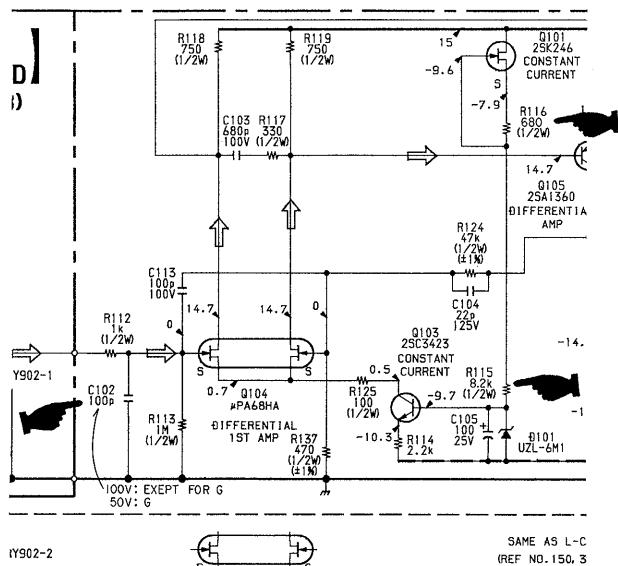 R118
750
(1/2W)
R119
750
(1/2W)
15
Q101
2SK246
CONSTANT
CURRENT
-9.6
S
-7.9
D
)
C103
680p
100V
R117
330
(1/2W)
R116
680
(1/2W)
14.7
Q105
2SA1360
DIFFERENTIA
AMP
R124
47k
(1/2W)
(±1%)
C113
100p
100V
C104
22p
125V
R112
1k
(1/2W)
0
14.7
14.7
0
Q103
2SC3423
CONSTANT
CURRENT
-14.
Y902-1
S
S
0.7
0.5
C102
100p
Q104
μPA68HA
R125
100
(1/2W)
-9.7
R115
8.2k
(1/2W)
-1
R113
1M
(1/2W)
DIFFERENTIAL
1ST AMP
R137
470
(1/2W)
(±1%)
-10.3
R114
2.2k
C105
100
25V
+
D101
UZL-6M1
100V: EXEPT FOR G
50V: G
Y902-2
SAME AS L-C
(REF NO. 150, 3